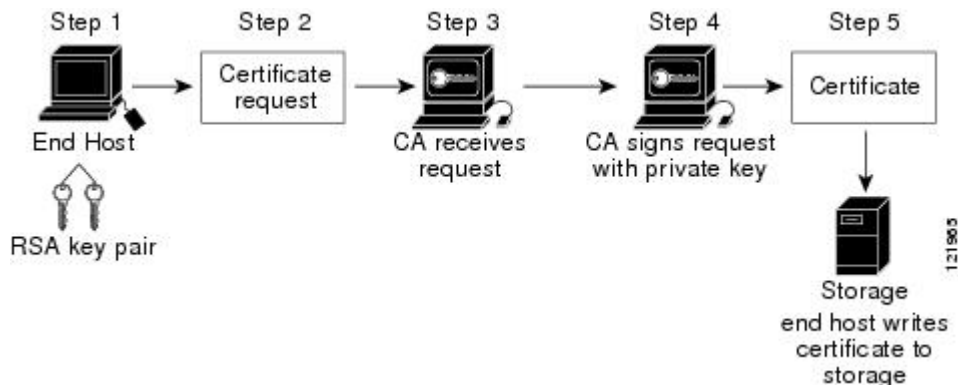 Step 1
Step 2
Step 3
Step 4
Step 5
Certificate
request
Certificate
End Host
CA receives
request
CA signs request
with private key
RSA key pair
Storage
end host writes
certificate to
storage
121965